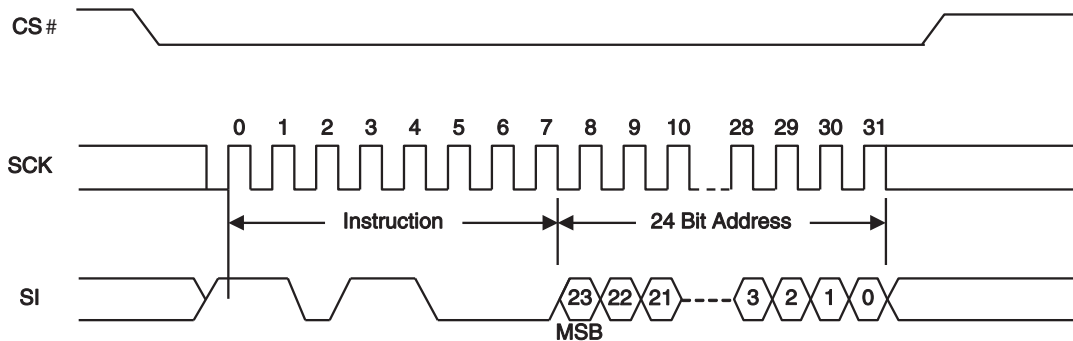 CS #
0 1 2 3 4 5 6 7 8 9 10 28 29 30 31
SCK
Instruction 24 Bit Address
SI 23 22 21 3 2 1 0
MSB